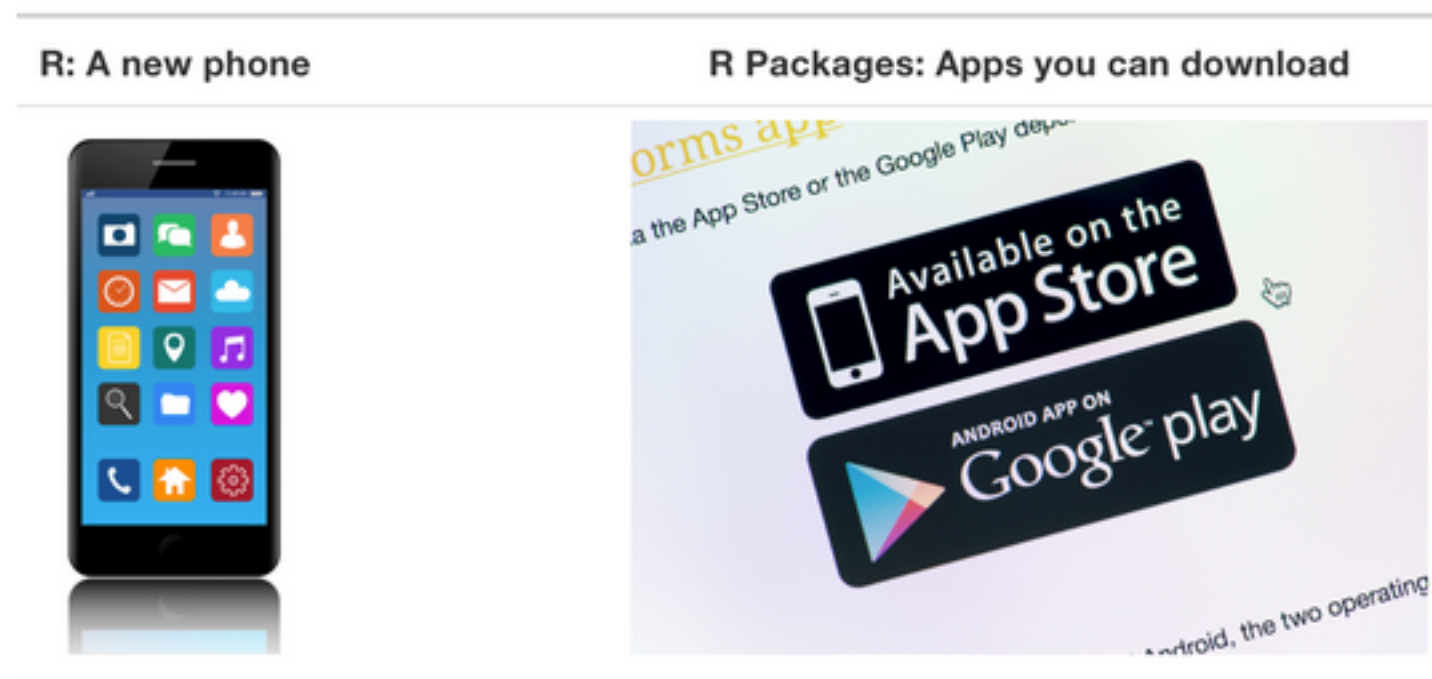 R: A new phone
R Packages: Apps you can download
orms app
a the App Store or the Google Play
Available on the
App Store
ANDROID APP ON
Google play
Android, the two operating